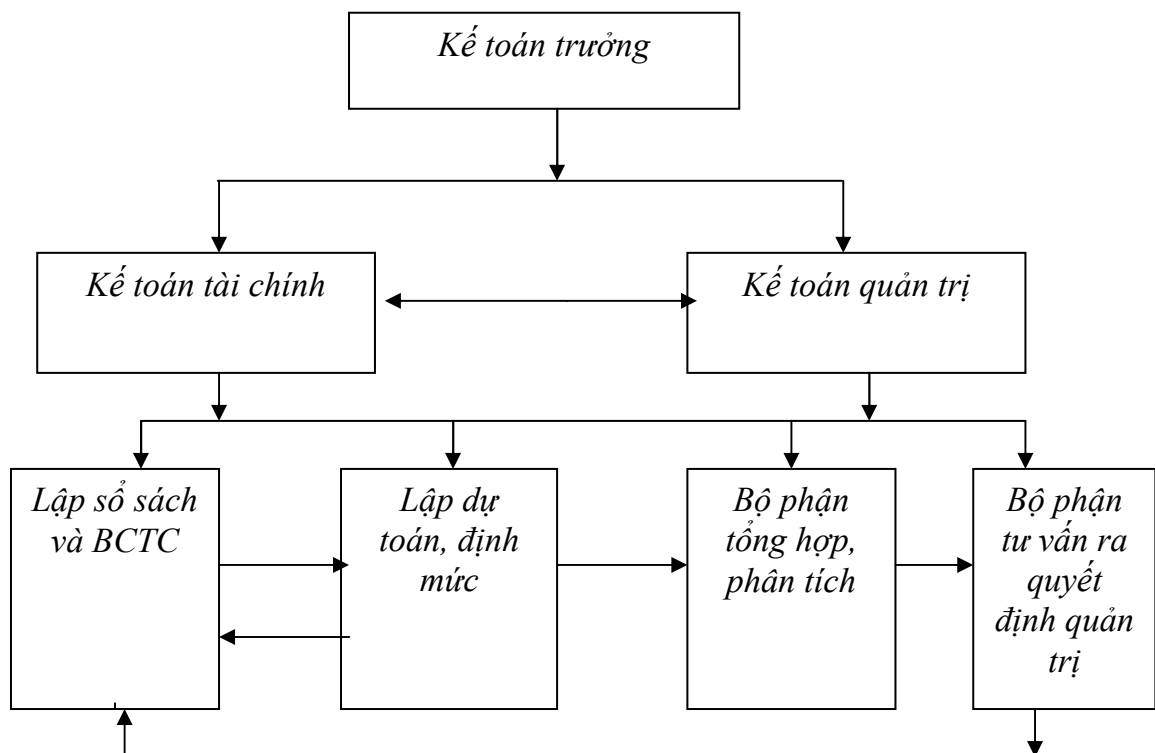 Kế toán trưởng
Kế toán tài chính
Kế toán quản trị
Lập sổ sách
và BCTC
Lập dự
toán, định
mức
Bộ phận
tổng hợp,
phân tích
Bộ phận
tư vấn ra
quyết
định quản
trị